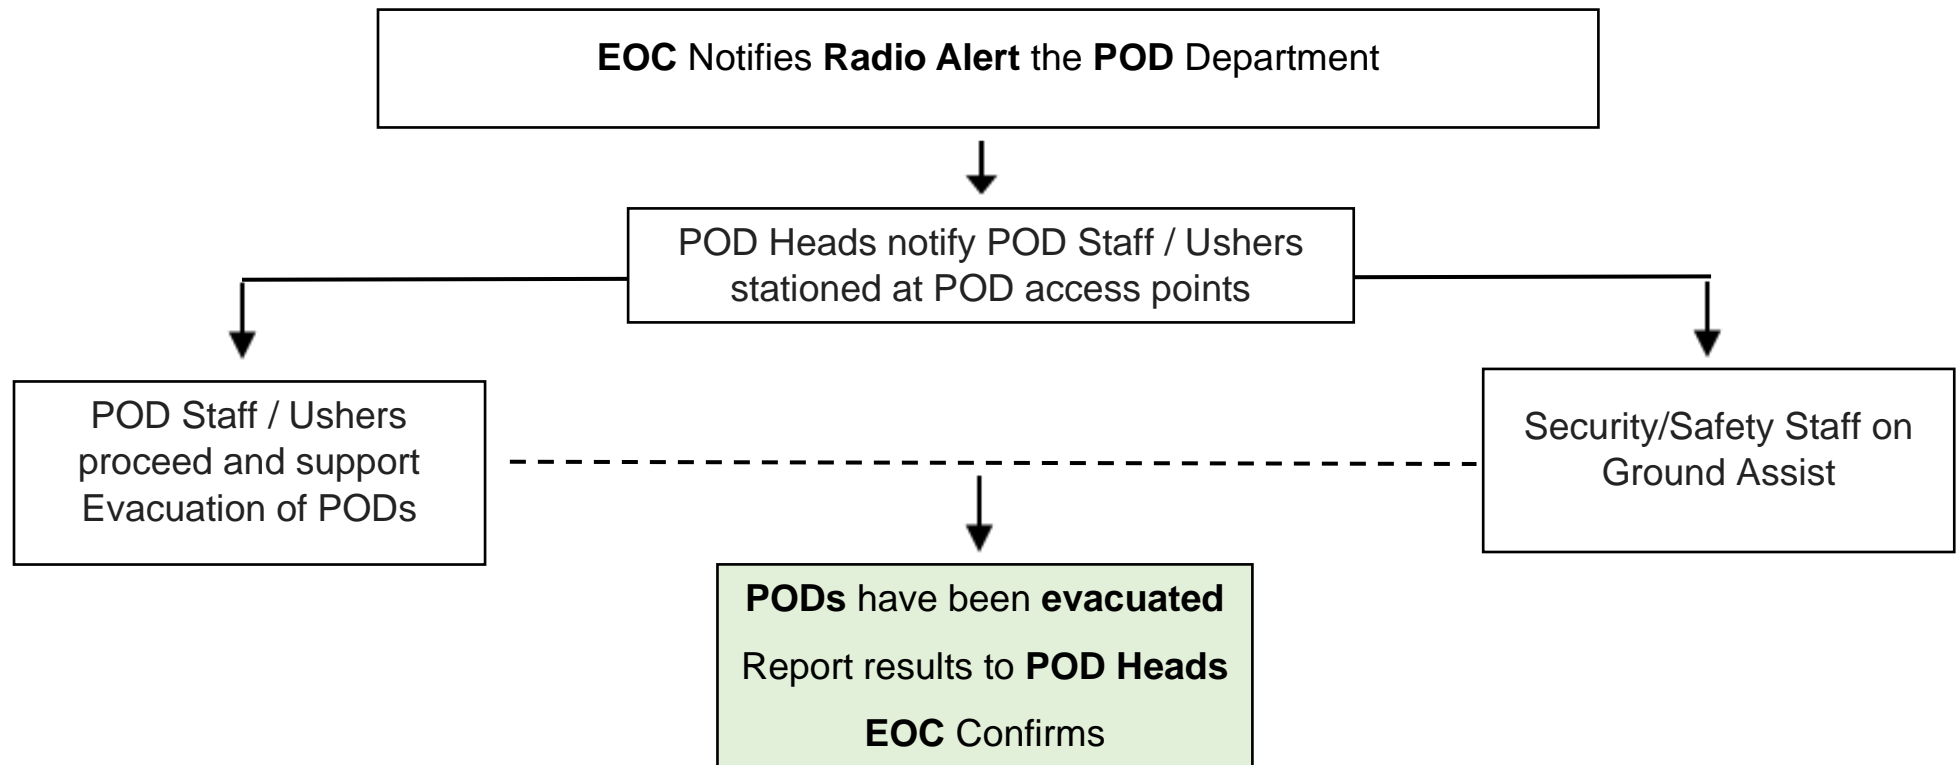 EOC Notifies Radio Alert the POD Department
POD Heads notify POD Staff / Ushers
stationed at POD access points
POD Staff / Ushers
proceed and support
Evacuation of PODs
Security/Safety Staff on
Ground Assist
PODs have been evacuated
Report results to POD Heads
EOC Confirms